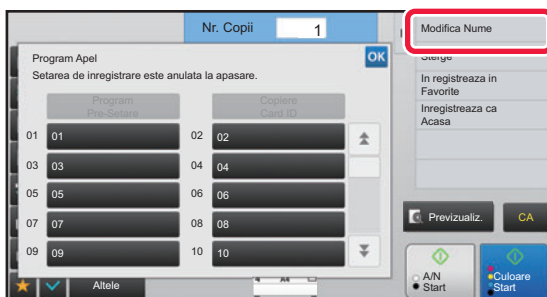 Nr. Copii 1
Modifica Nume
Program Apel
OK
Setarea de inregistrare este anulata la apasare.
Sterge
In registreaza in
Favorite
Inregistreaza ca
Acasa
Program
Pre-Setare
Copiere
Card ID
01 01
02 02
03 03
04 04
05 05
06 06
07 07
08 08
09 09
10 10
Previzualiz.
CA
Altele
A4
A/N
Start
Culoare
Start